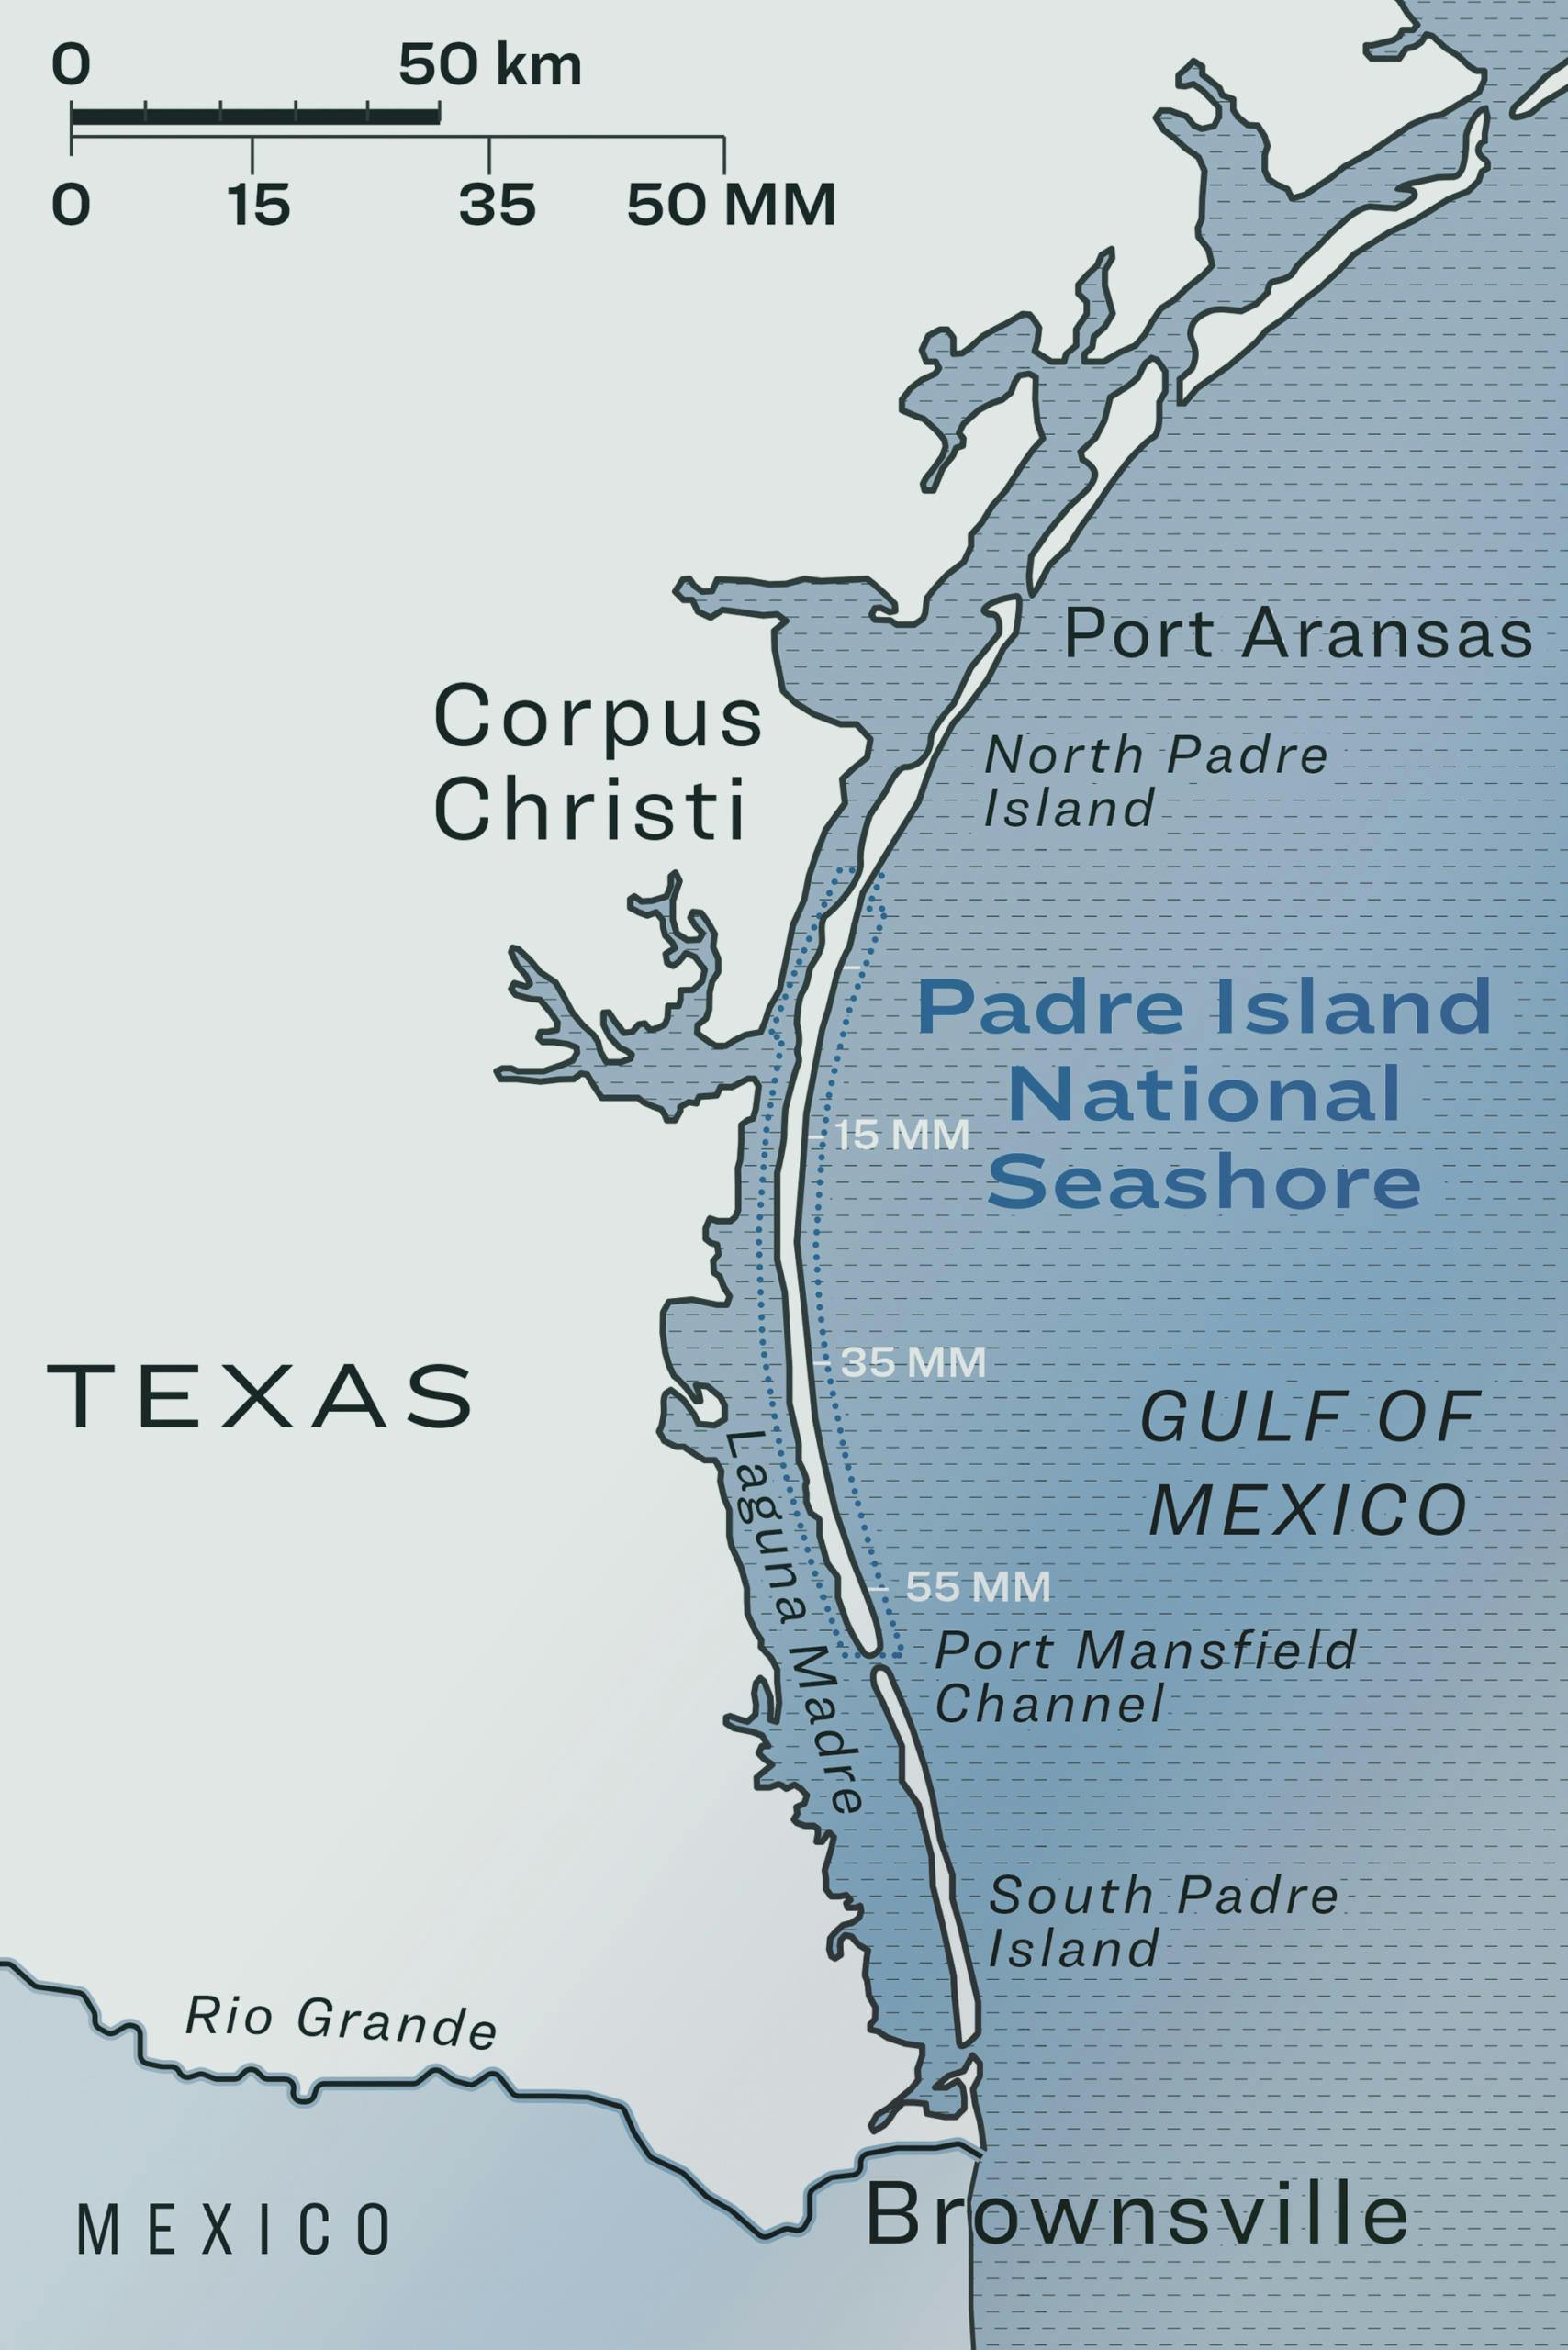 0 50 km
0 15 35 50 MM
Port Aransas
Corpus
Christi
North Padre
Island
Padre Island
National
Seashore
15 MM
35 MM
TEXAS
GULF OF
MEXICO
Laguna Madre
55 MM
Port Mansfield
Channel
South Padre
Island
Rio Grande
Brownsville
MEXICO